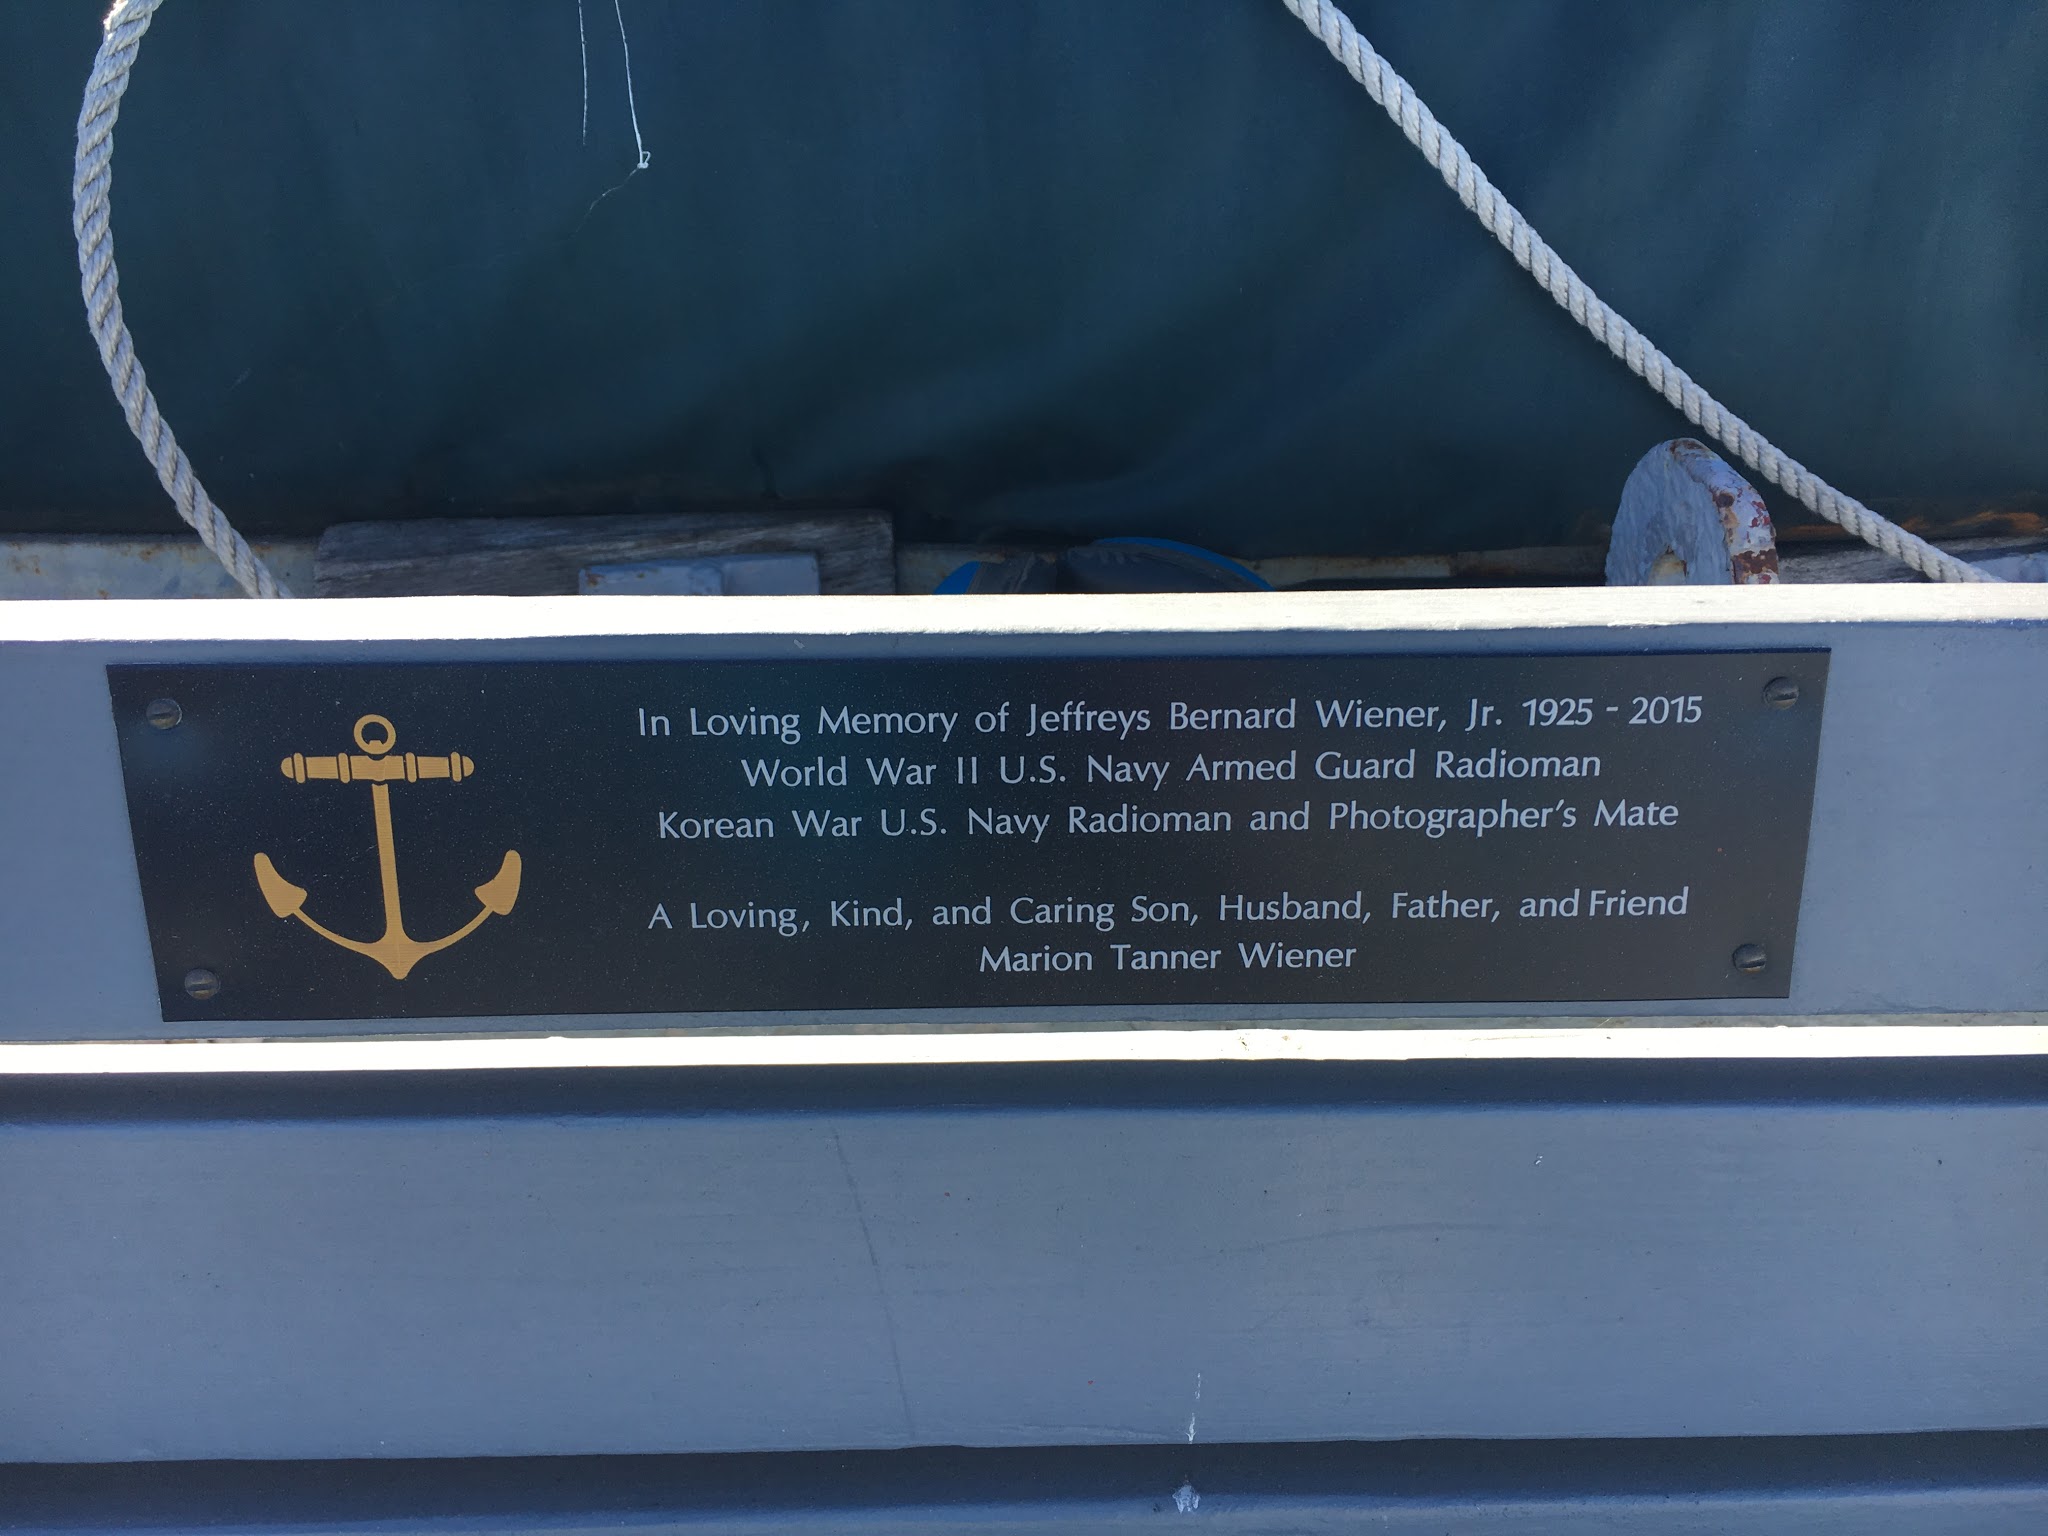 In Loving Memory of Jeffreys Bernard Wiener, Jr. 1925 - 2015
World War II U.S. Navy Armed Guard Radioman
Korean War U.S. Navy Radioman and Photographer's Mate
A Loving, Kind, and Caring Son, Husband, Father, and Friend
Marion Tanner Wiener